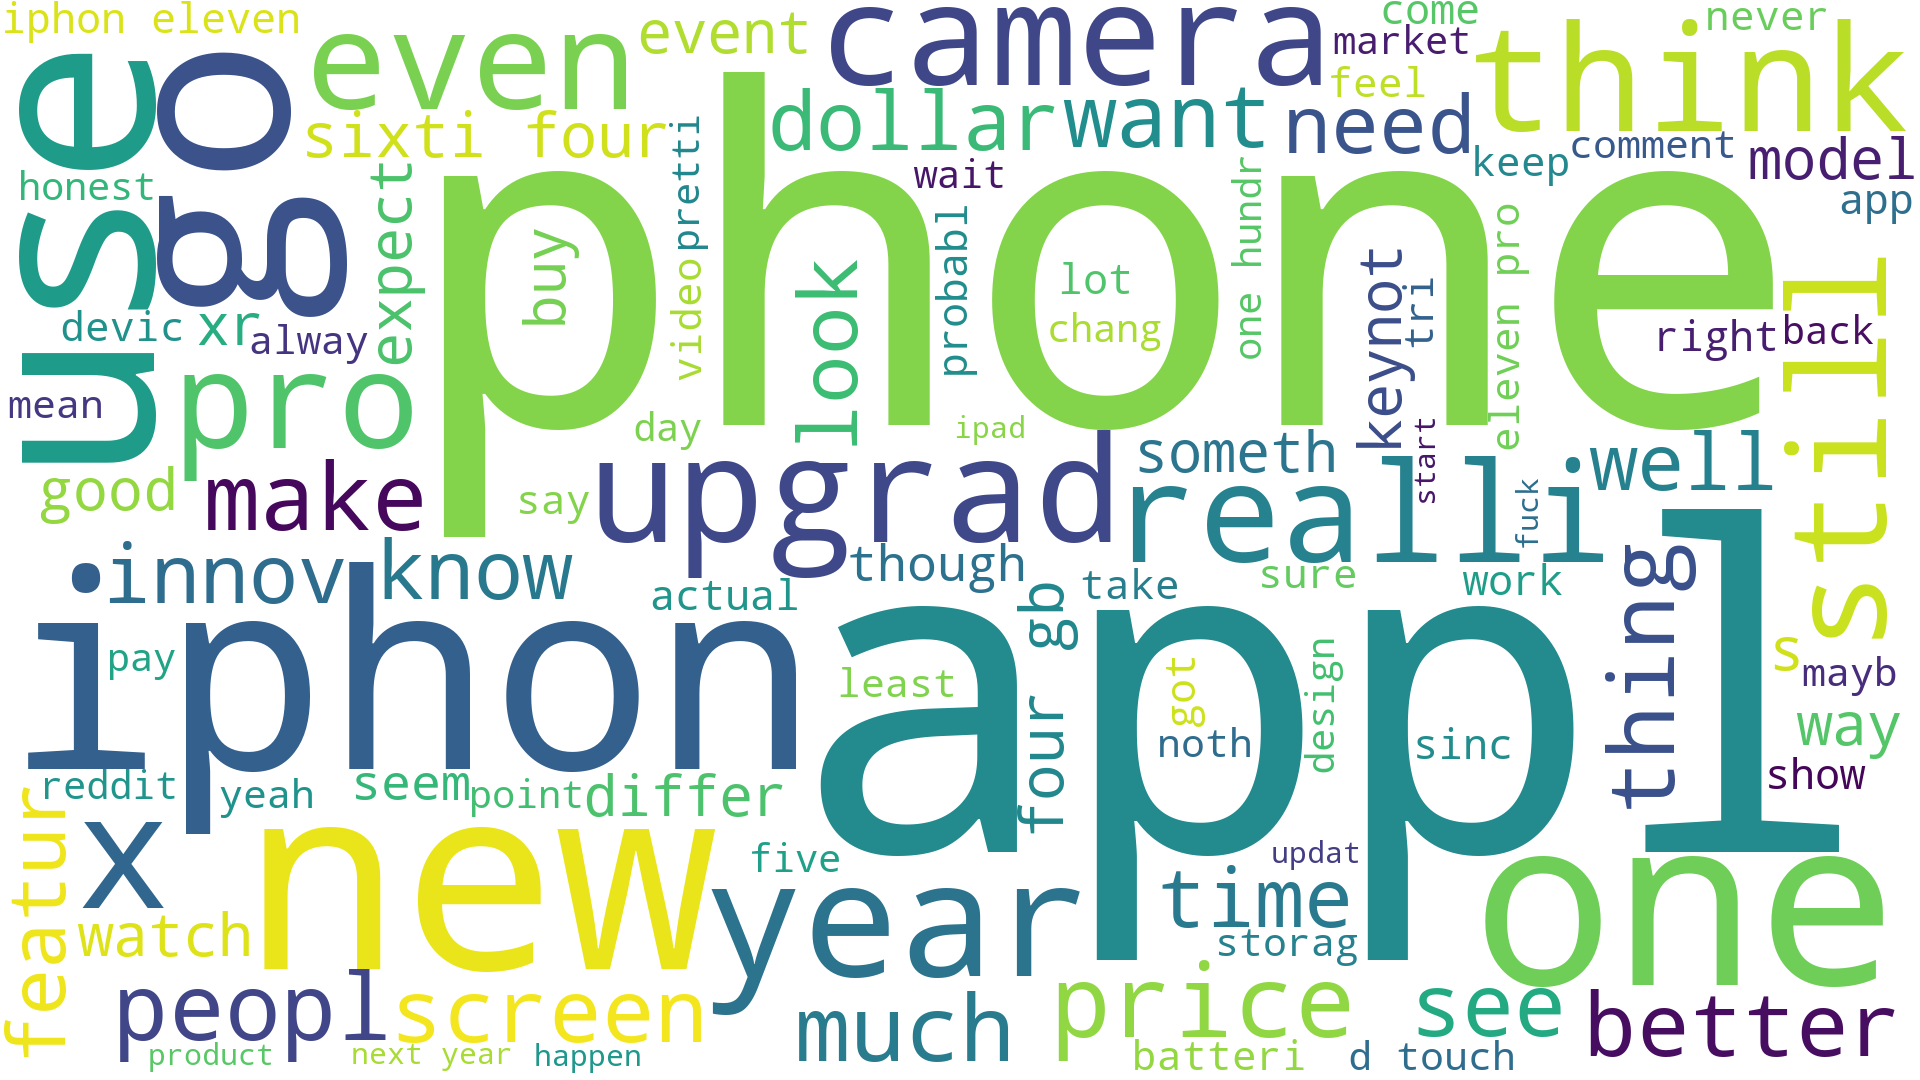 iphon eleven
even
event
camera
come
market
never
feel
think
use
go
sixti four
dollar
want
need
keep
comment
model
app
honest
expect
pretti
wait
phone
buy
video
look
probabl
lot
chang
one hundr
keynot
tri
eleven pro
still
right
back
devic
xr
alway
mean
pro
day
ipad
start
good
make
say
upgrad
someth
realli
well
fuck
innov
know
actual
though
take
sure
work
thing
iphon
appl
four gb
pay
least
got
noth
design
sinc
s
mayb
way
show
reddit
yeah
seem
point
differ
featur
x
new
year
five
updat
time
storag
one
watch
peopl
screen
much
price
see
better
product
next year
happen
batteri
d touch